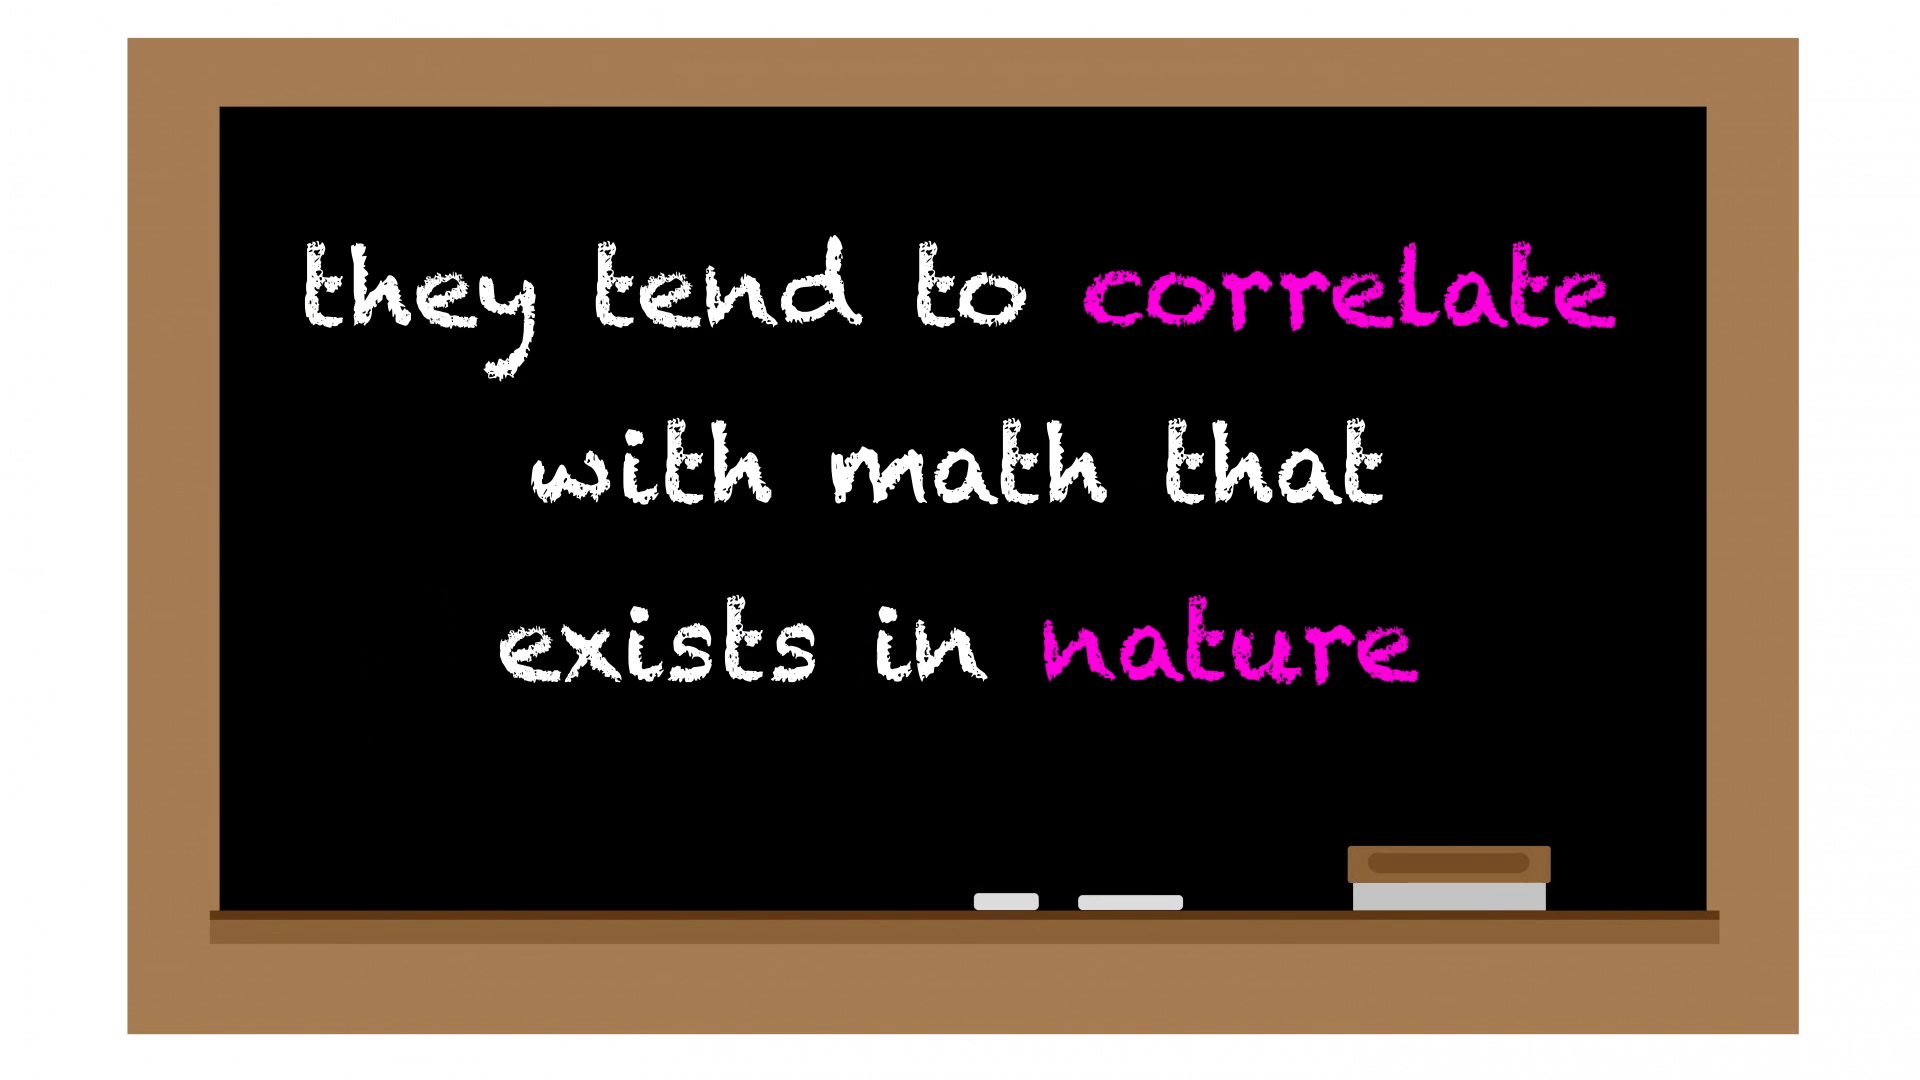 they tend to correlate
with math that
exists in nature